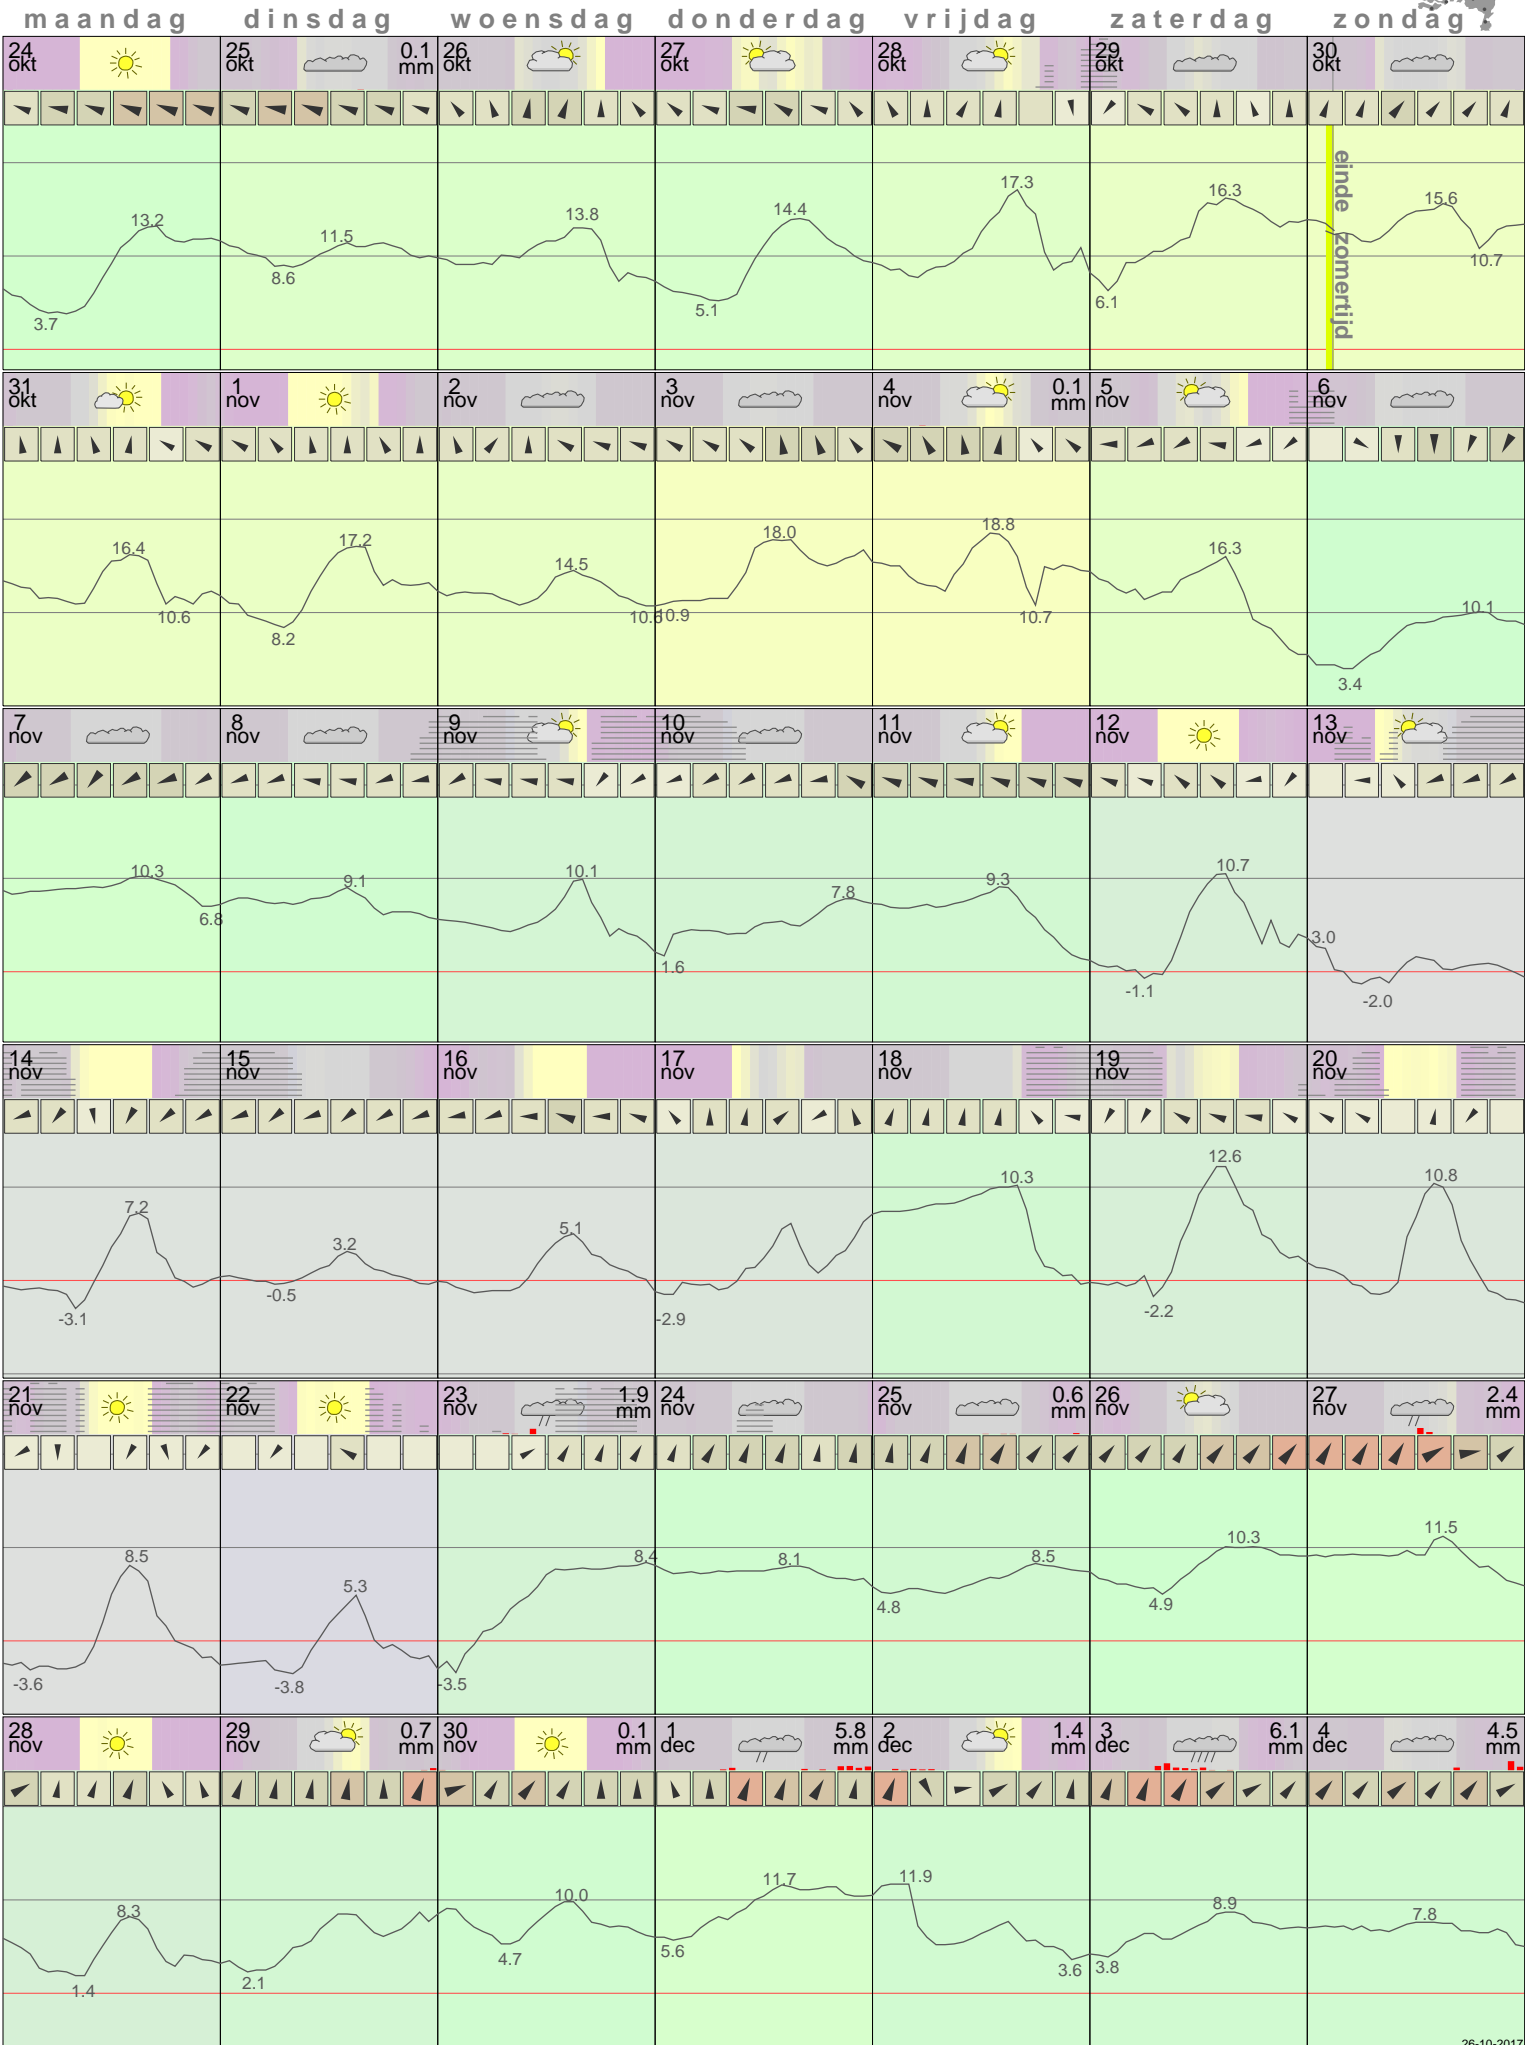 maandag dinsdag woensdag donderdag vrijdag zaterdag zondag
24 okt
25 okt 0.1 mm
26 okt
27 okt
28 okt
29 okt
30 okt
13.2
3.7
11.5
8.6
13.8
14.4
5.1
17.3
16.3
6.1
15.6
10.7
einde zomertijd
31 okt
1 nov
2 nov
3 nov
4 nov 0.1 mm
5 nov
6 nov
16.4
10.6
17.2
8.2
14.5
10.6
18.0
10.9
18.8
10.7
16.3
10.1
3.4
7 nov
8 nov
9 nov
10 nov
11 nov
12 nov
13 nov
10.3
6.8
9.1
10.1
7.8
1.6
9.3
10.7
-1.1
3.0
-2.0
14 nov
15 nov
16 nov
17 nov
18 nov
19 nov
20 nov
7.2
-3.1
3.2
-0.5
5.1
-2.9
10.3
12.6
-2.2
10.8
21 nov
22 nov
23 nov 1.9 mm
24 nov
25 nov 0.6 mm
26 nov
27 nov 2.4 mm
8.5
-3.6
5.3
-3.8
8.4
-3.5
8.1
8.5
4.8
10.3
4.9
11.5
28 nov
29 nov 0.7 mm
30 nov 0.1 mm
1 dec 5.8 mm
2 dec 1.4 mm
3 dec 6.1 mm
4 dec 4.5 mm
8.3
1.4
2.1
10.0
4.7
11.7
5.6
11.9
3.6
8.9
3.8
7.8
26-10-2017